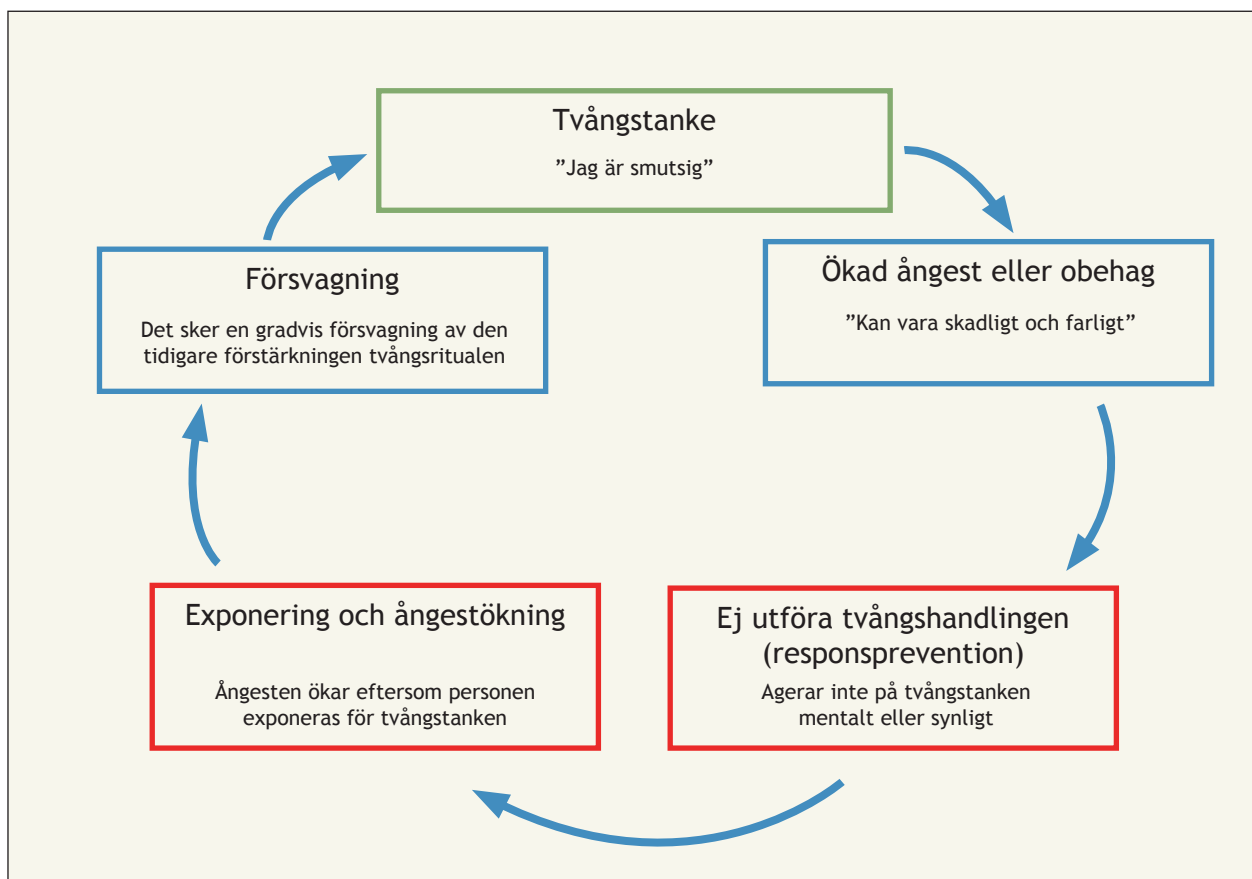 Tvångstanke
”Jag är smutsig”
Ökad ångest eller obehag
”Kan vara skadligt och farligt”
Ej utföra tvångshandlingen
(responsprevention)
Agerar inte på tvångstanken
mentalt eller synligt
Exponering och ångestökning
Ångesten ökar eftersom personen
exponeras för tvångstanken
Försvagning
Det sker en gradvis försvagning av den
tidigare förstärkningen tvångsritualen